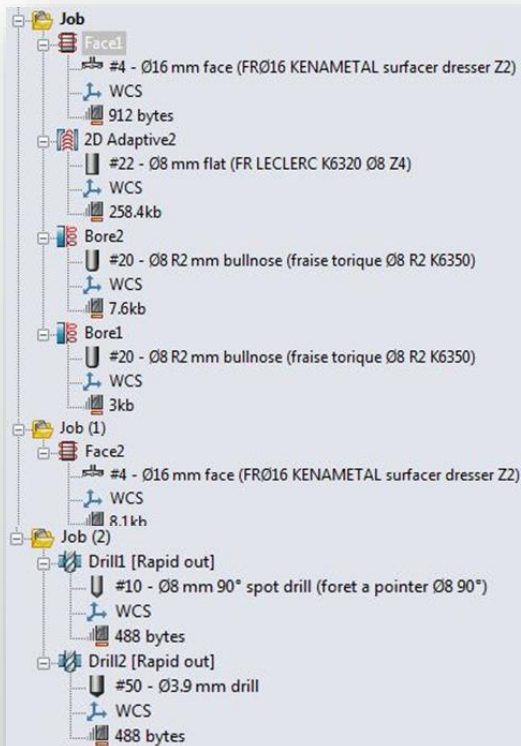 Job
Face1
#4 - Ø16 mm face (FRØ16 KENAMETAL surfacer dresser Z2)
WCS
912 bytes
2D Adaptive2
#22 - Ø8 mm flat (FR LECLERC K6320 Ø8 Z4)
WCS
258.4kb
Bore2
#20 - Ø8 R2 mm bullnose (fraise torique Ø8 R2 K6350)
WCS
7.6kb
Bore1
#20 - Ø8 R2 mm bullnose (fraise torique Ø8 R2 K6350)
WCS
3kb
Job (1)
Face2
#4 - Ø16 mm face (FRØ16 KENAMETAL surfacer dresser Z2)
WCS
8.1kb
Job (2)
Drill1 [Rapid out]
#10 - Ø8 mm 90° spot drill (foret a pointer Ø8 90°)
WCS
488 bytes
Drill2 [Rapid out]
#50 - Ø3.9 mm drill
WCS
488 bytes